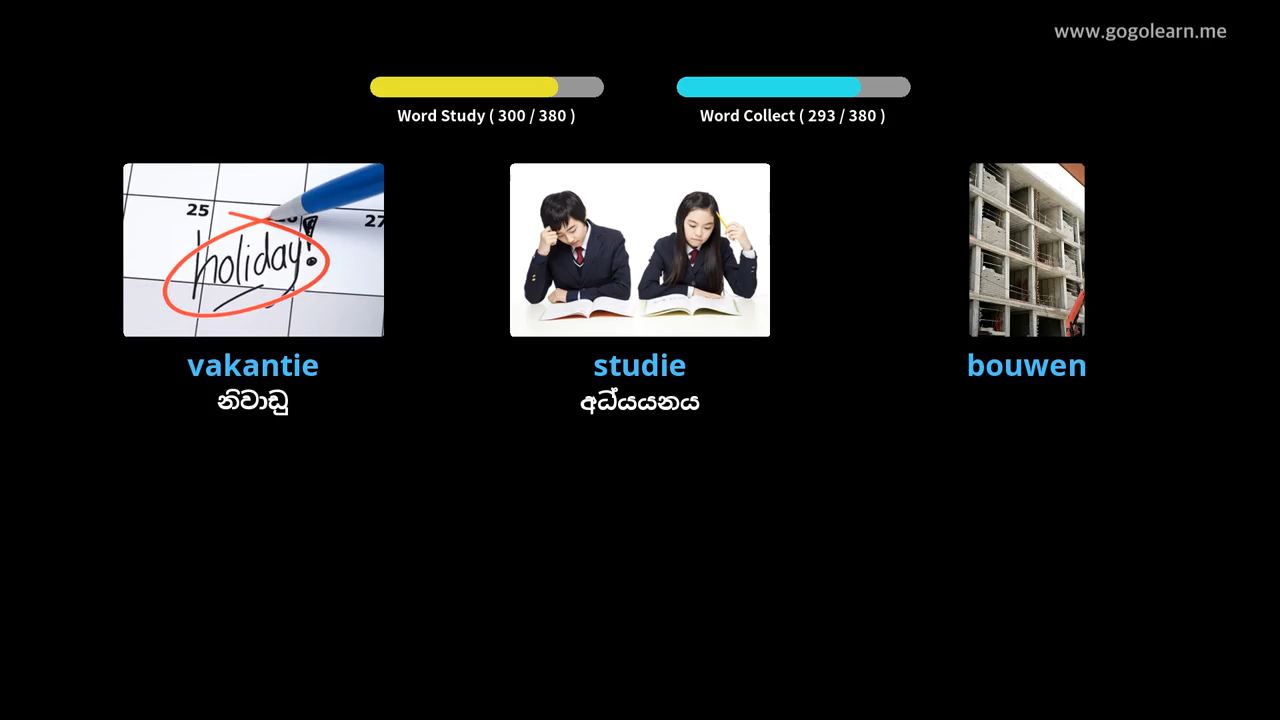 www.gogolearn.me
Word Study ( 300 / 380 )
Word Collect ( 293 / 380 )
25
27
holiday!
vakantie
studie
bouwen
නිවාඩු
අධ්යයනය